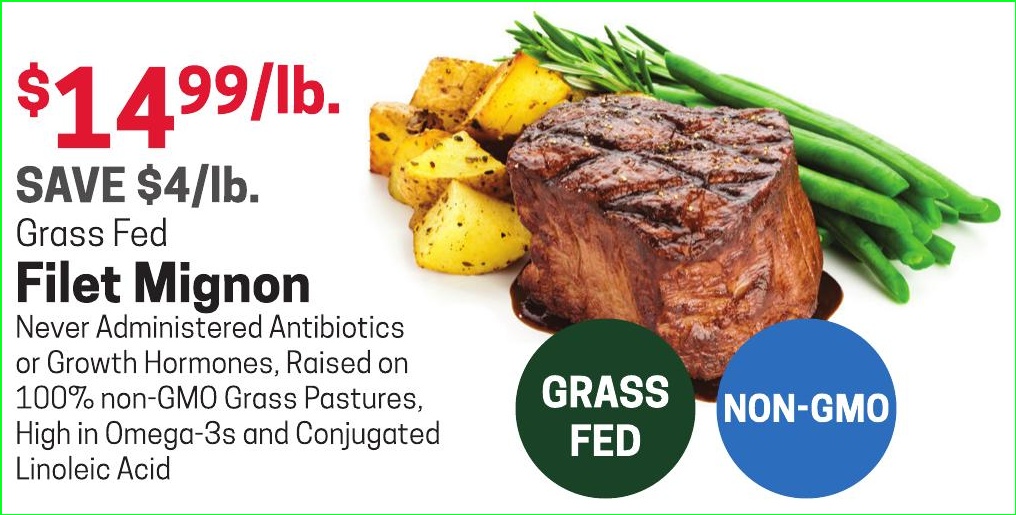 $14.99/lb.
SAVE $4/lb.
Grass Fed
Filet Mignon
Never Administered Antibiotics
or Growth Hormones, Raised on
100% non-GMO Grass Pastures,
High in Omega-3s and Conjugated
Linoleic Acid
GRASS
FED
NON-GMO